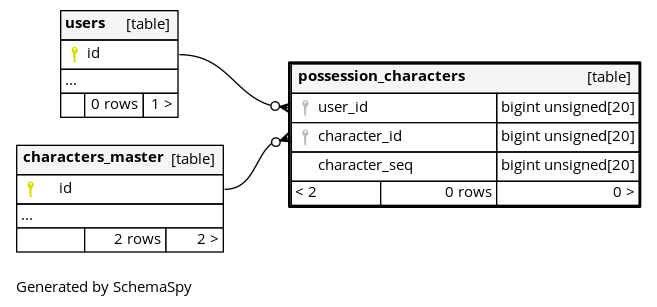 users [table]
id
...
0 rows 1 >
possession_characters [table]
user_id bigint unsigned[20]
character_id bigint unsigned[20]
character_seq bigint unsigned[20]
< 2 0 rows 0 >
characters_master [table]
id
...
2 rows 2 >
Generated by SchemaSpy